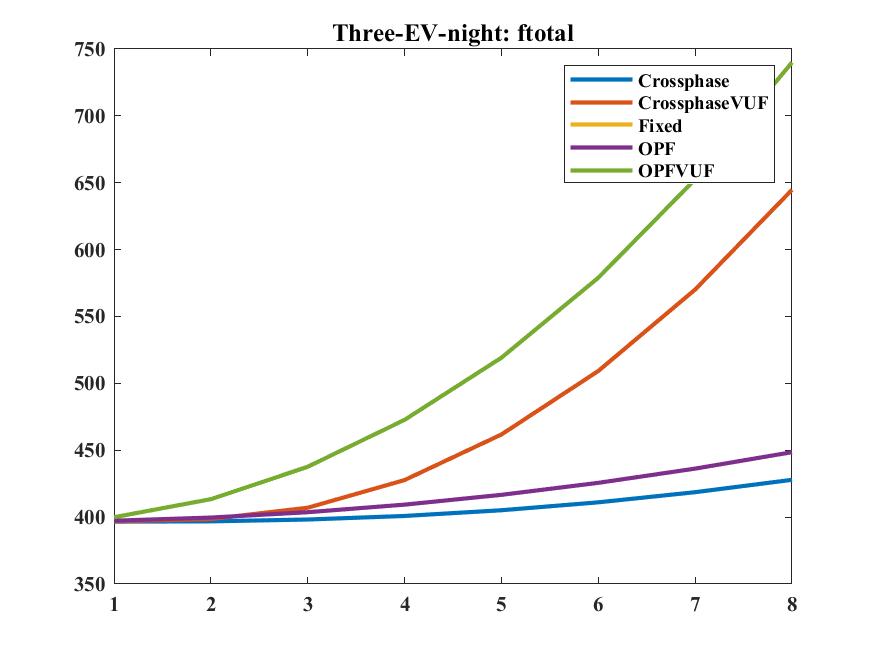 Three-EV-night: ftotal
750
700
650
600
550
500
450
400
350
Crossphase
CrossphaseVUF
Fixed
OPF
OPFVUF
1 2 3 4 5 6 7 8